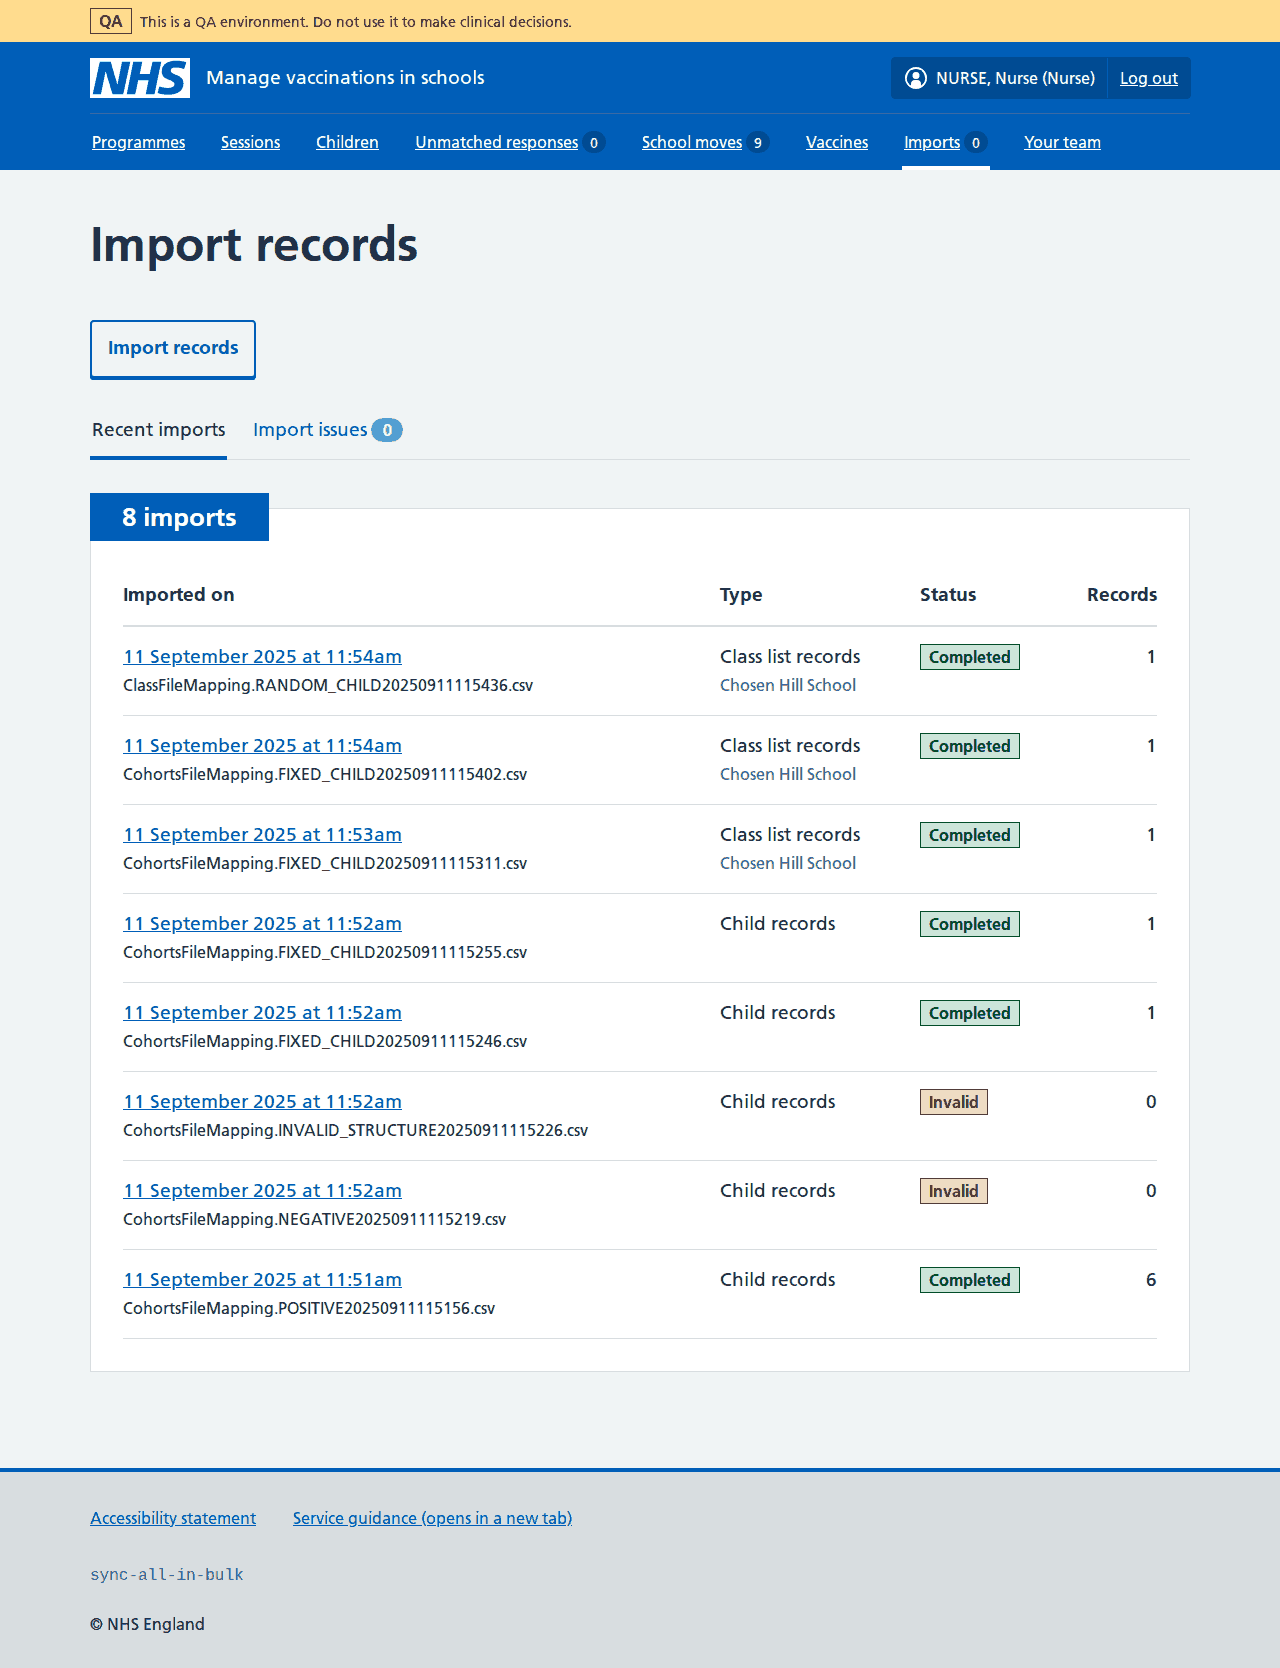 QA This is a QA environment. Do not use it to make clinical decisions.
NHS Manage vaccinations in schools NURSE, Nurse (Nurse) Log out
Programmes Sessions Children Unmatched responses 0 School moves 9 Vaccines Imports 0 Your team
Import records
Import records
Recent imports Import issues 0
8 imports
Imported on Type Status Records
11 September 2025 at 11:54am Class list records Completed 1
ClassFileMapping.RANDOM_CHILD20250911115436.csv Chosen Hill School
11 September 2025 at 11:54am Class list records Completed 1
CohortsFileMapping.FIXED_CHILD20250911115402.csv Chosen Hill School
11 September 2025 at 11:53am Class list records Completed 1
CohortsFileMapping.FIXED_CHILD20250911115311.csv Chosen Hill School
11 September 2025 at 11:52am Child records Completed 1
CohortsFileMapping.FIXED_CHILD20250911115255.csv
11 September 2025 at 11:52am Child records Completed 1
CohortsFileMapping.FIXED_CHILD20250911115246.csv
11 September 2025 at 11:52am Child records Invalid 0
CohortsFileMapping.INVALID_STRUCTURE20250911115226.csv
11 September 2025 at 11:52am Child records Invalid 0
CohortsFileMapping.NEGATIVE20250911115219.csv
11 September 2025 at 11:51am Child records Completed 6
CohortsFileMapping.POSITIVE20250911115156.csv
Accessibility statement Service guidance (opens in a new tab)
sync-all-in-bulk
© NHS England